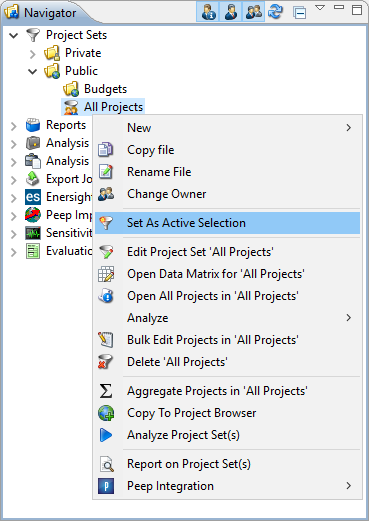 Navigator
Project Sets
Private
Public
Budgets
All Projects
Reports
Analysis
Analysis
Export Jo
es Enersight
Peep Imp
Sensitivit
Evaluation
New
Copy file
Rename File
Change Owner
Set As Active Selection
Edit Project Set 'All Projects'
Open Data Matrix for 'All Projects'
Open All Projects in 'All Projects'
Analyze
Bulk Edit Projects in 'All Projects'
Delete 'All Projects'
Σ Aggregate Projects in 'All Projects'
Copy To Project Browser
Analyze Project Set(s)
Report on Project Set(s)
P Peep Integration